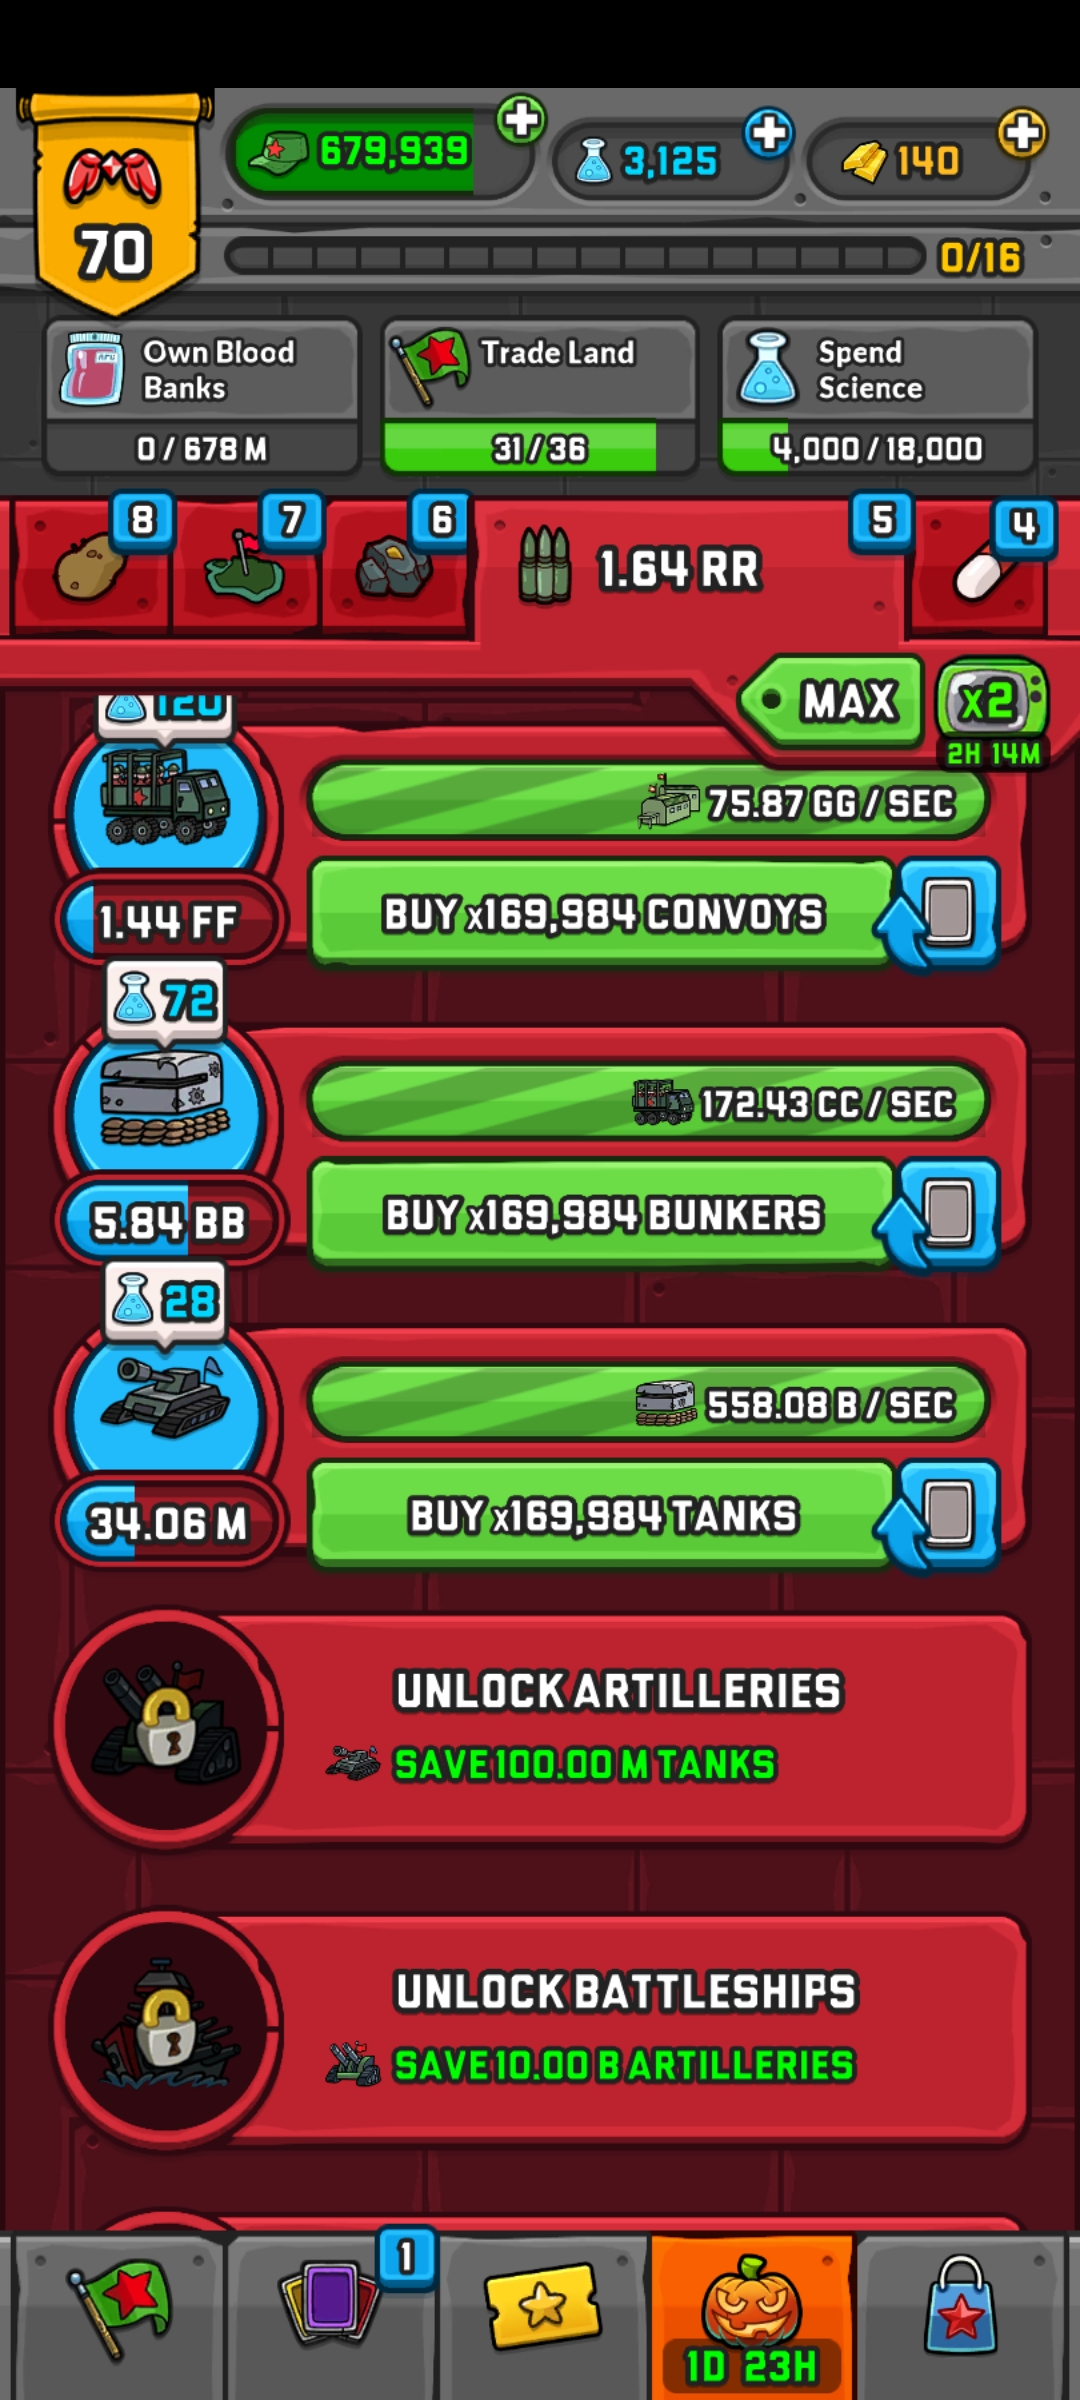 679,939
3,125
140
70
0/16
Own Blood
Banks
0 / 678 M
Trade Land
31 / 36
Spend
Science
4,000 / 18,000
8
7
6
1.64 RR
5
4
MAX
x2
2H 14M
120
75.87 GG / SEC
BUY x169,984 CONVOYS
1.44 FF
72
172.43 CC / SEC
BUY x169,984 BUNKERS
5.84 BB
28
558.08 B / SEC
BUY x169,984 TANKS
34.06 M
UNLOCK ARTILLERIES
SAVE 100.00 M TANKS
UNLOCK BATTLESHIPS
SAVE 10.00 B ARTILLERIES
1
1D 23H